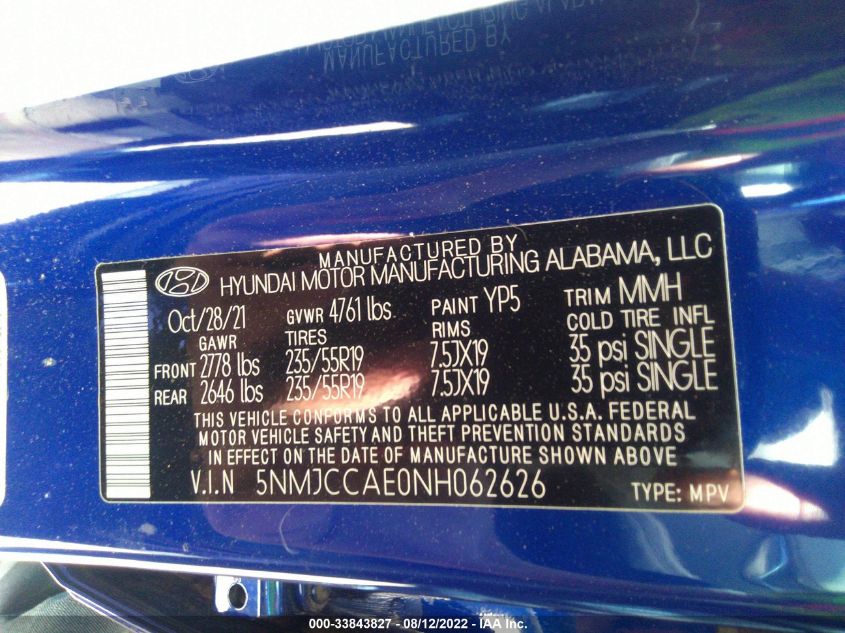 MANUFACTURED BY
HYUNDAI MOTOR MANUFACTURING ALABAMA, LLC
Oct/28/21 GVWR 4761 lbs PAINT YP5 TRIM MMH
GAWR TIRES RIMS COLD TIRE INFL
FRONT 2778 lbs 235/55R19 7.5JX19 35 psi SINGLE
REAR 2646 lbs 235/55R19 7.5JX19 35 psi SINGLE
THIS VEHICLE CONFORMS TO ALL APPLICABLE U.S.A. FEDERAL
MOTOR VEHICLE SAFETY AND THEFT PREVENTION STANDARDS
IN EFFECT ON THE DATE OF MANUFACTURE SHOWN ABOVE
V.I.N 5NMJCCAE0NH062626 TYPE: MPV
000-33843827 - 08/12/2022 - IAA Inc.